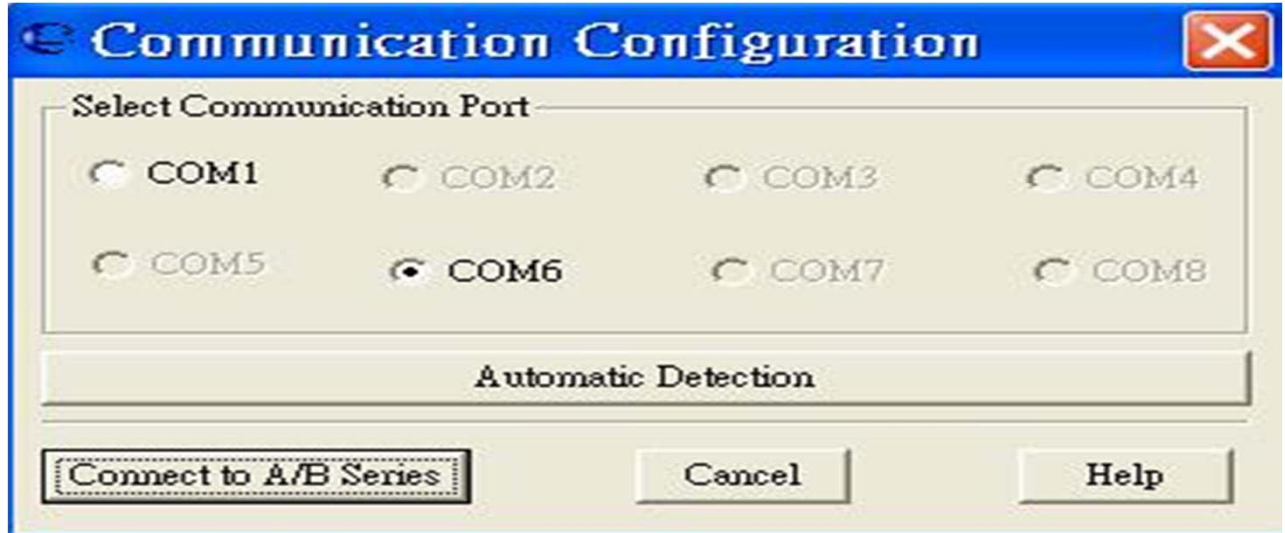 Communication Configuration
Select Communication Port
COM1 COM2 COM3 COM4
COM5 COM6 COM7 COM8
Automatic Detection
Connect to A/B Series Cancel Help